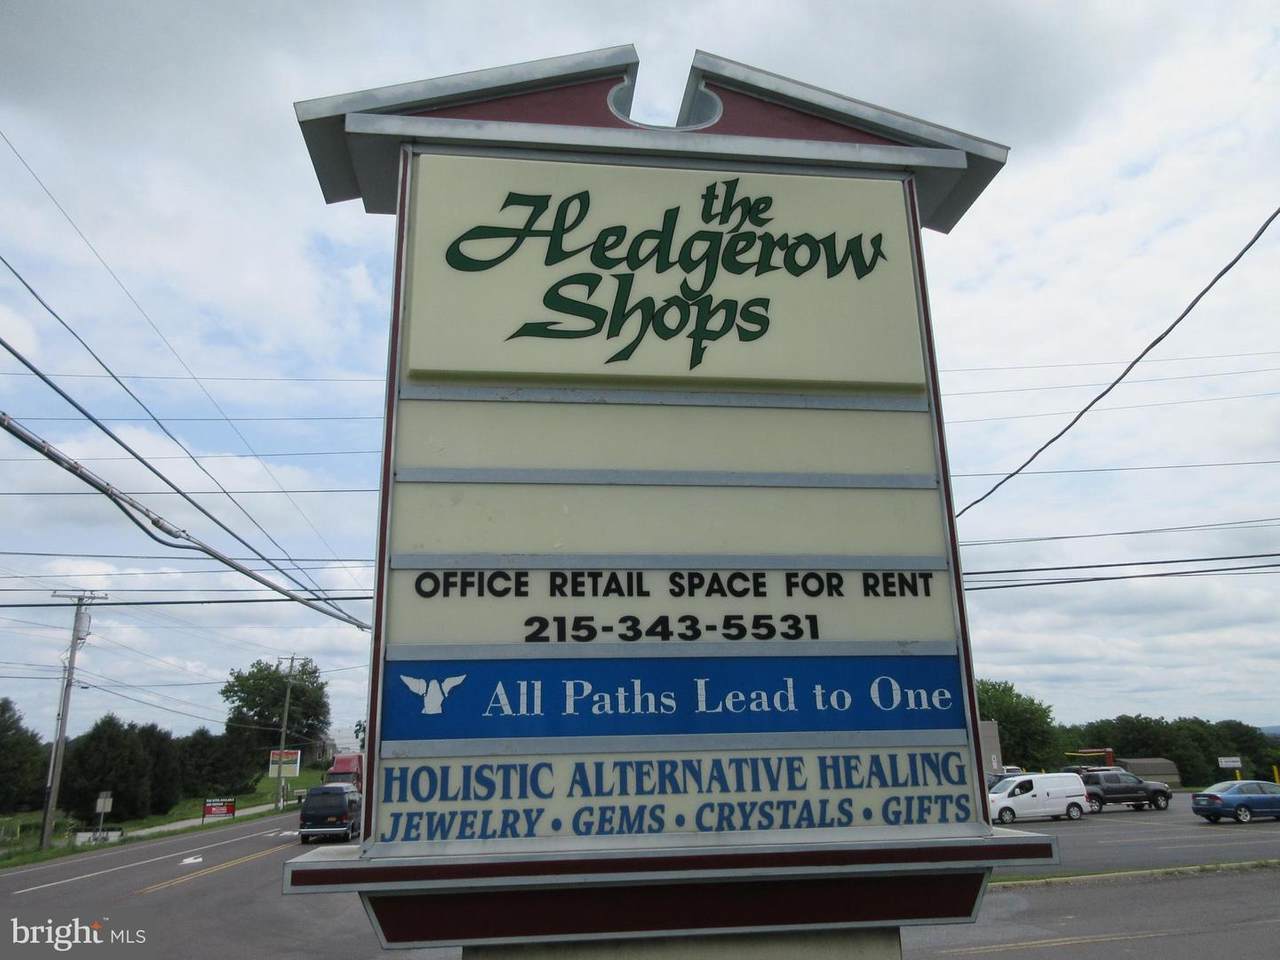 the
Hedgerow
Shops
OFFICE RETAIL SPACE FOR RENT
215-343-5531
All Paths Lead to One
HOLISTIC ALTERNATIVE HEALING
JEWELRY • GEMS • CRYSTALS • GIFTS
bright™ MLS